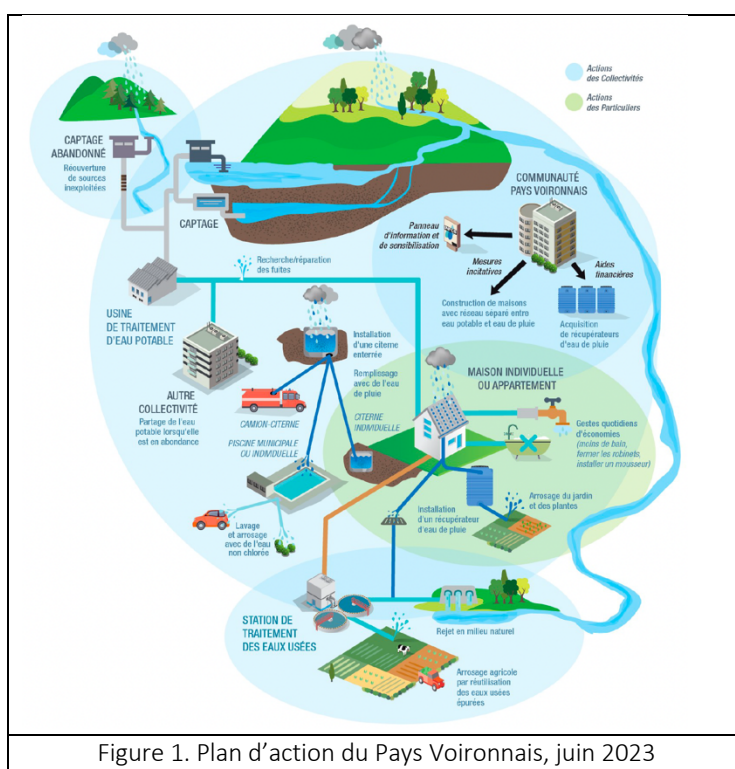 Actions
des Collectivités
Actions
des Particuliers
CAPTAGE
ABANDONNÉ
Réouverture
de sources
inexploitées
CAPTAGE
COMMUNAUTÉ
PAYS VOIRONNAIS
Panneau
d'information et
de sensibilisation
Mesures
incitatives
Aides
financières
Construction de maisons
avec réseau séparé entre
eau potable et eau de pluie
Acquisition
de récupérateurs
d'eau de pluie
Recherche/réparation
des fuites
USINE
DE TRAITEMENT
D'EAU POTABLE
Installation
d'une citerne
enterrée
Remplissage
avec de l'eau
de pluie
AUTRE
COLLECTIVITÉ
Partage de l'eau
potable lorsqu'elle
est en abondance
CAMION-CITERNE
CITERNE
INDIVIDUELLE
PISCINE MUNICIPALE
OU INDIVIDUELLE
MAISON INDIVIDUELLE
OU APPARTEMENT
Gestes quotidiens
d'économies
(moins de bain,
fermer les robinets,
installer un mousseur)
Lavage
et arrosage
avec de l'eau
non chlorée
Installation
d'un récupérateur
d'eau de pluie
Arrosage du jardin
et des plantes
STATION DE
TRAITEMENT
DES EAUX USÉES
Rejet en milieu naturel
Arrosage agricole
par réutilisation
des eaux usées
épurées
Figure 1. Plan d'action du Pays Voironnais, juin 2023